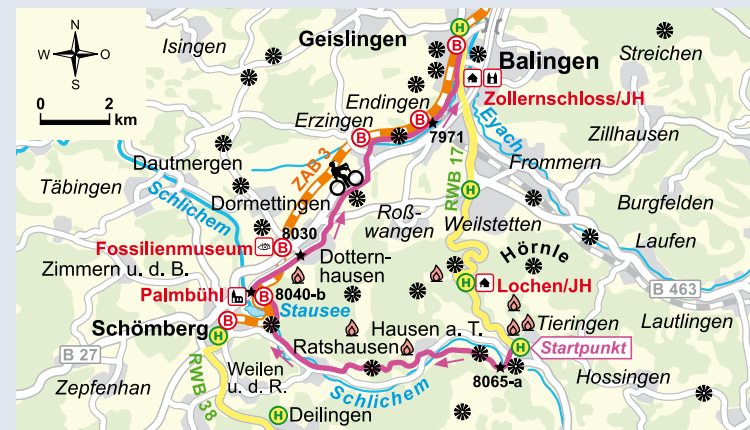 N
W O
S
0 2
km
Isingen
Geislingen
H
B
Balingen
Streichen
Zollernschloss/JH
Endingen
Erzingen
B
B
7971
Eyach
Zillhausen
Dautmergen
ZAB 3
RWB 17
Frommern
Täbingen
Schlichem
Dormettingen
H
Burgfelden
8030
Roß-
wangen
Weilstetten
Laufen
Fossilienmuseum
B
Hörnle
Zimmern u. d. B.
Dottern-
hausen
H
Lochen/JH
B 463
Palmbühl
B
8040-b
Stausee
Tieringen
Lautlingen
Schömberg
B
H
Hausen a. T.
Ratshausen
H
Startpunkt
B 27
RWB 38
Weilen
u. d. R.
8065-a
Hossingen
Zepfenhan
Schlichem
H
Deilingen